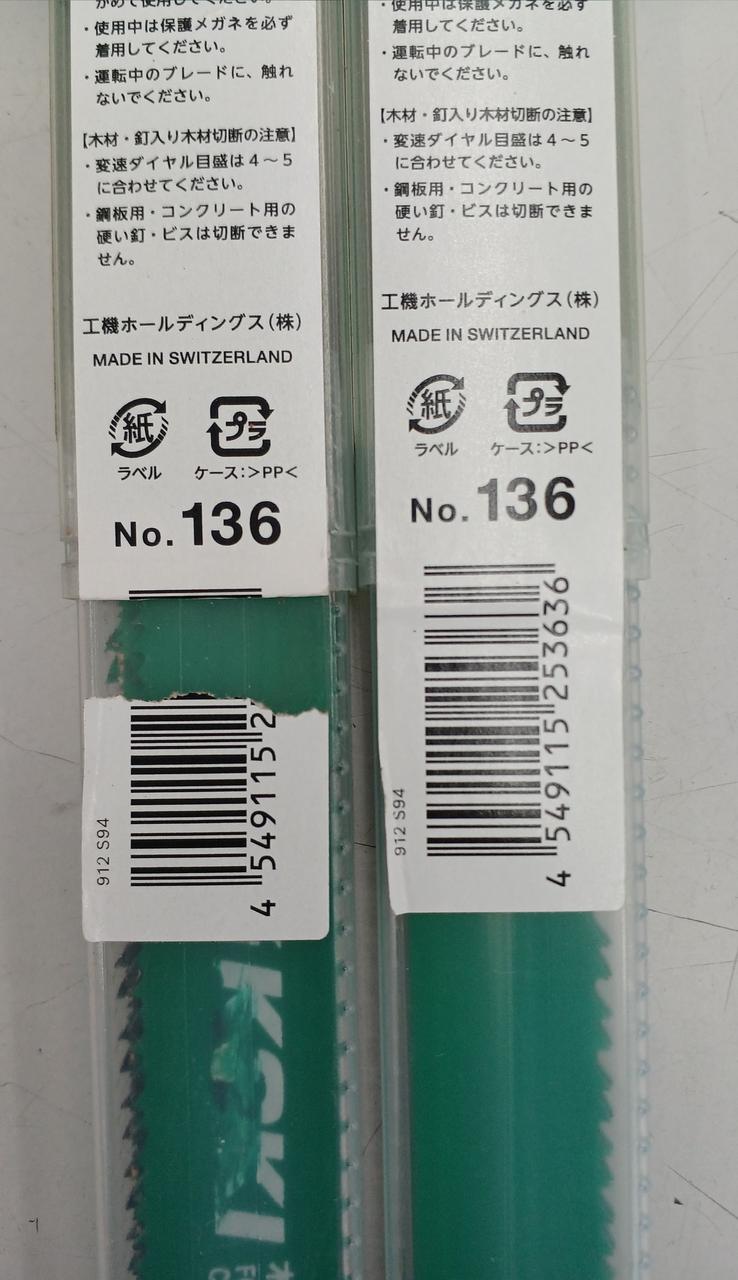 ・使用中は保護メガネを必ず
着用してください。
・運転中のブレードに、触れ
ないでください。
【木材・釘入り木材切断の注意】
・変速ダイヤル目盛は4～5
に合わせてください。
・鋼板用・コンクリート用の
硬い釘・ビスは切断できま
せん。
工機ホールディングス(株)
MADE IN SWITZERLAND
紙
プラ
ラベル
ケース:>PP<
No.136
4 549115 2
912 S94
KOKI
・使用中は保護メガネを必ず
着用してください。
・運転中のブレードに、触れ
ないでください。
【木材・釘入り木材切断の注意】
・変速ダイヤル目盛は4～5
に合わせてください。
・鋼板用・コンクリート用の
硬い釘・ビスは切断できま
せん。
工機ホールディングス(株)
MADE IN SWITZERLAND
紙
プラ
ラベル
ケース:>PP<
No.136
4 549115 253636
912 S94